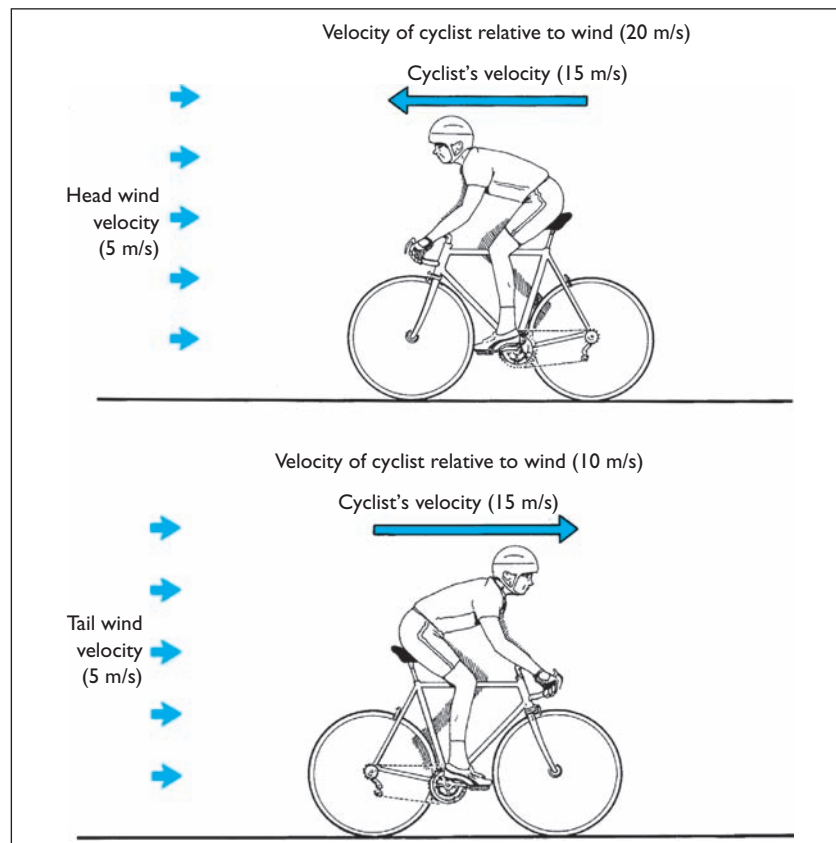 Velocity of cyclist relative to wind (20 m/s)
Cyclist's velocity (15 m/s)
Head wind
velocity
(5 m/s)
Velocity of cyclist relative to wind (10 m/s)
Cyclist's velocity (15 m/s)
Tail wind
velocity
(5 m/s)